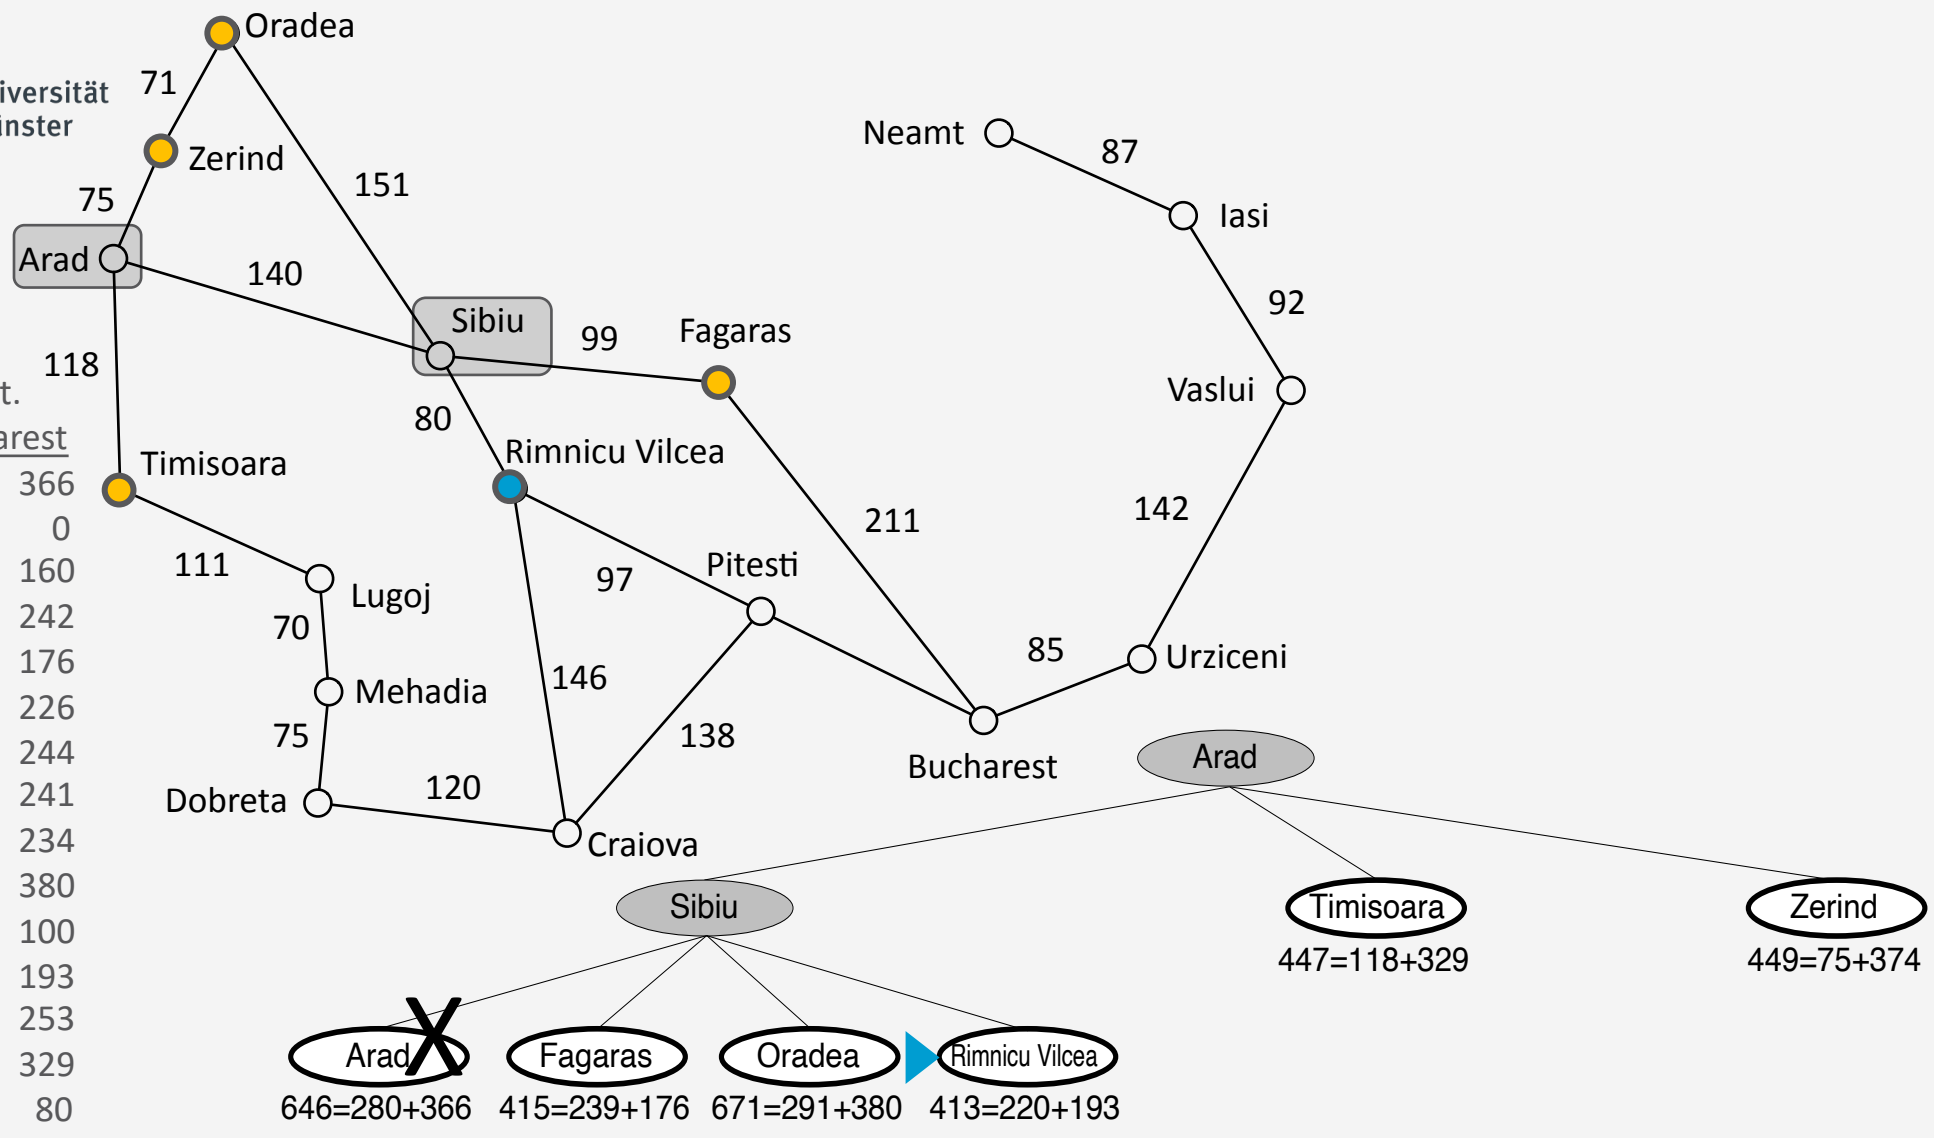 Oradea
71
iversität
inster
Zerind
Neamt
87
151
75
Iasi
Arad
140
92
Sibiu
99
Fagaras
118
t.
Vaslui
80
arest
Rimnicu Vilcea
Timisoara
366
0
211
142
111
160
97
Pitesti
Lugoj
242
70
85
Urziceni
176
146
Mehadia
226
75
138
244
Bucharest
Arad
241
Dobreta
120
234
Craiova
380
Sibiu
Timisoara
Zerind
100
447=118+329
449=75+374
193
253
X
329
Arad
Fagaras
Oradea
Rimnicu Vilcea
80
646=280+366
415=239+176
671=291+380
413=220+193